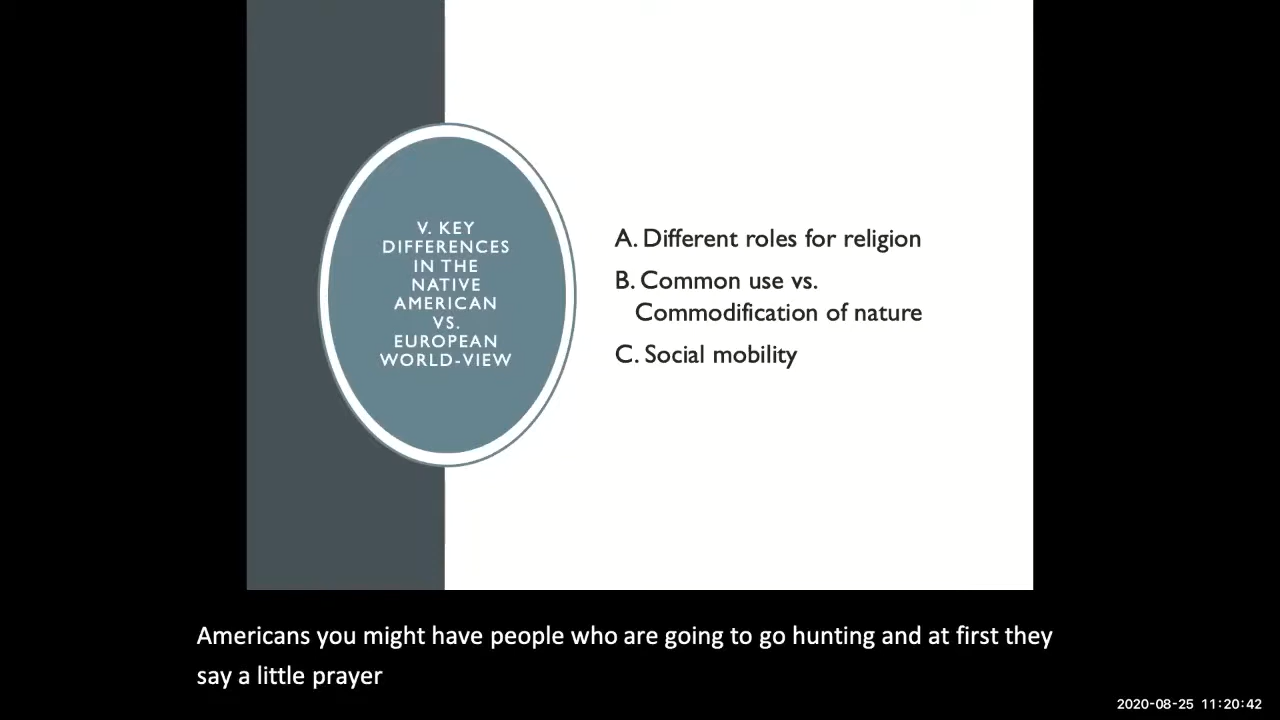 V. KEY
DIFFERENCES
IN THE
NATIVE
AMERICAN
VS.
EUROPEAN
WORLD-VIEW
A. Different roles for religion
B. Common use vs.
Commodification of nature
C. Social mobility
Americans you might have people who are going to go hunting and at first they
say a little prayer
2020-08-25 11:20:42